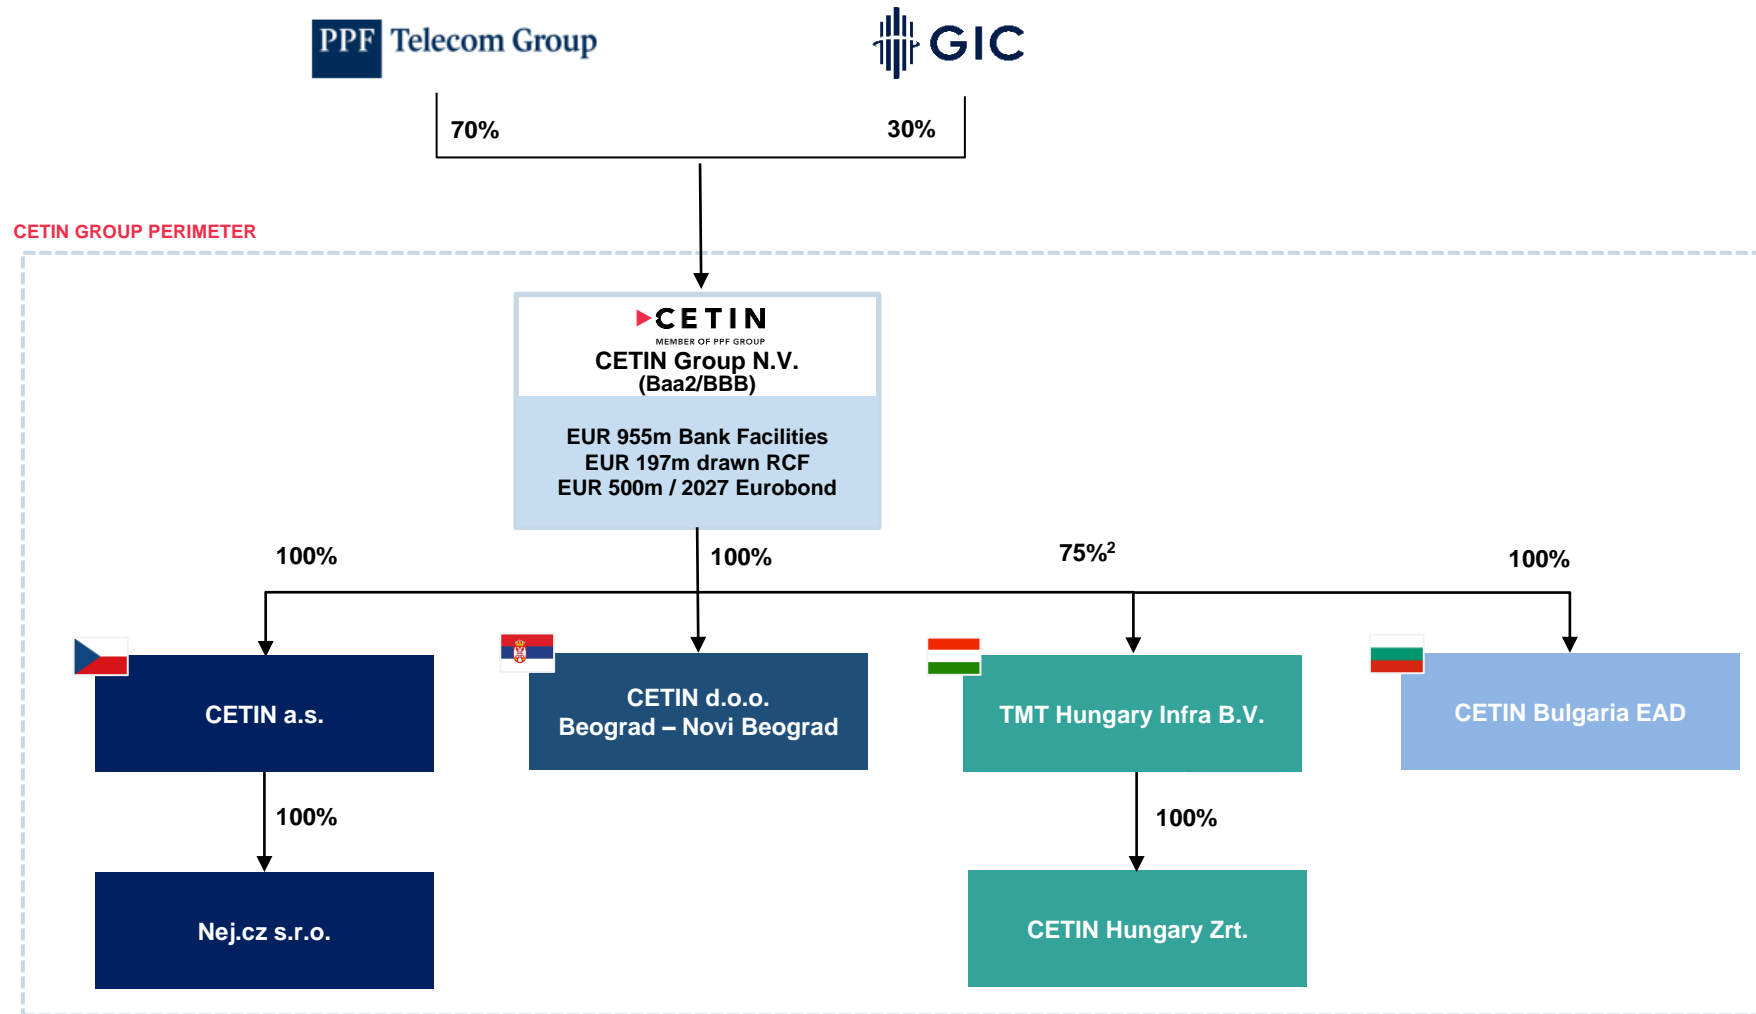 PPF Telecom Group
GIC
70%
30%
CETIN GROUP PERIMETER
CETIN
MEMBER OF PPF GROUP
CETIN Group N.V.
(Baa2/BBB)
EUR 955m Bank Facilities
EUR 197m drawn RCF
EUR 500m / 2027 Eurobond
100%
100%
75%²
100%
CETIN a.s.
CETIN d.o.o.
Beograd – Novi Beograd
TMT Hungary Infra B.V.
CETIN Bulgaria EAD
100%
100%
Nej.cz s.r.o.
CETIN Hungary Zrt.